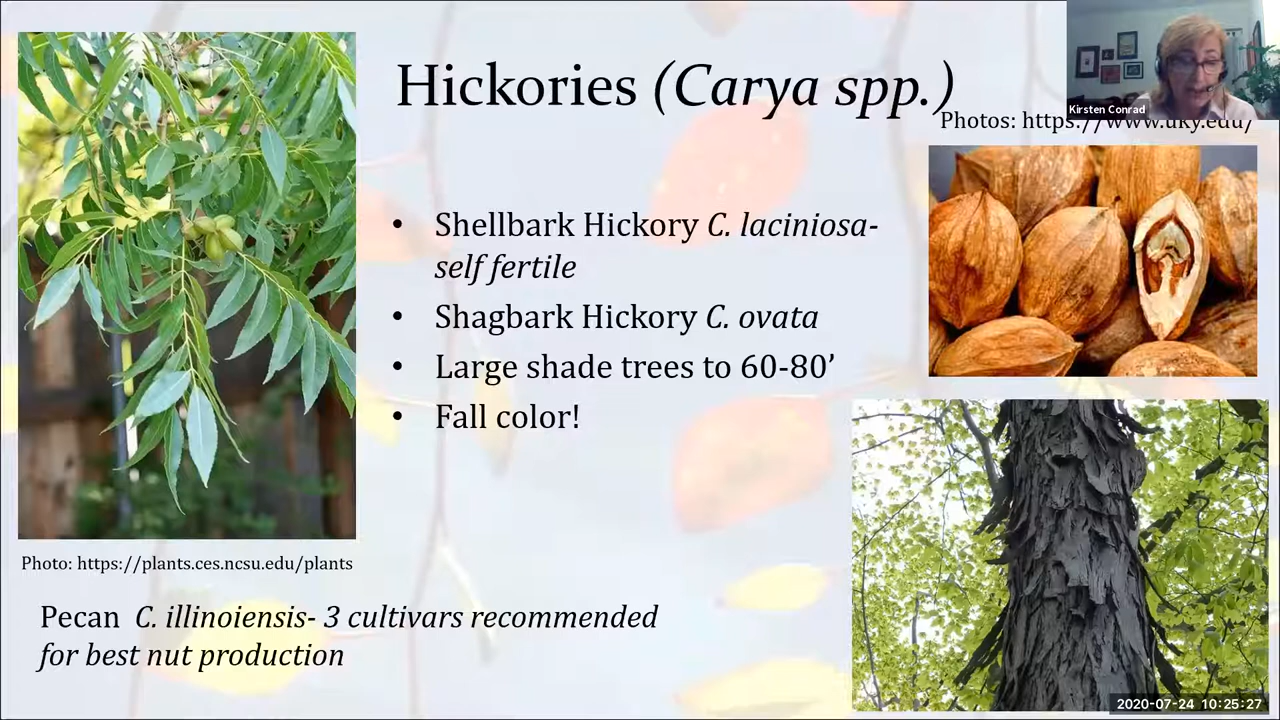 Hickories (Carya spp.)
Kirsten Conrad
Photos: https://www.uky.edu/
• Shellbark Hickory C. laciniosa-
self fertile
• Shagbark Hickory C. ovata
• Large shade trees to 60-80’
• Fall color!
Photo: https://plants.ces.ncsu.edu/plants
Pecan C. illinoiensis- 3 cultivars recommended
for best nut production
2020-07-24 10:25:27